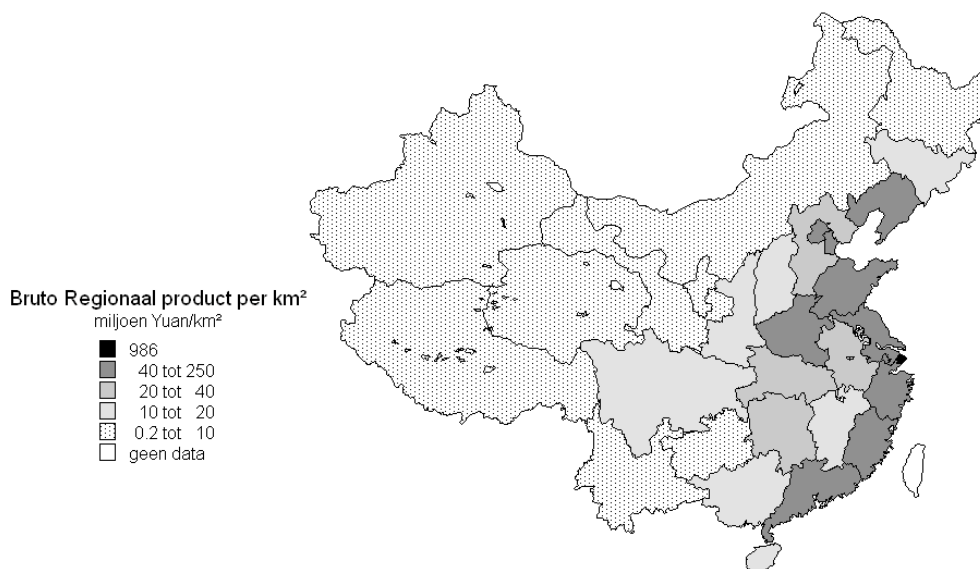 Bruto Regionaal product per km²
miljoen Yuan/km²
986
40 tot 250
20 tot 40
10 tot 20
0.2 tot 10
geen data